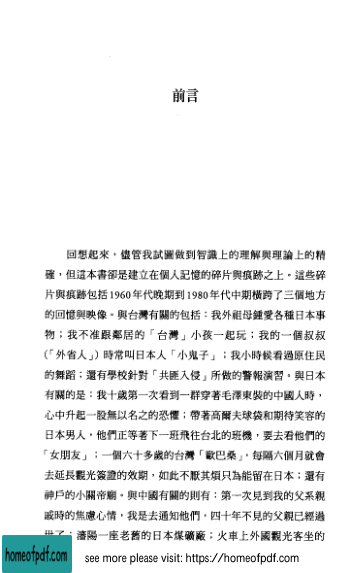 前言
回想起來，儘管我試圖做到智識上的理解與理論上的精
確，但這本書卻是建立在個人記憶的碎片與痕跡之上。這些碎
片與痕跡包括1960年代晚期到1980年代中期橫跨了三個地方
的回憶與映像。與台灣有關的包括：我外祖母鍾愛各種日本事
物；我不准跟鄰居的「台灣」小孩一起玩；我的一個叔叔
（「外省人」）時常叫日本人「小鬼子」；我小時候看過原住民
的舞蹈；還有學校針對「共匪入侵」所做的警報演習。與日本
有關的是：我十歲第一次看到一群穿著毛澤東裝的中國人時，
心中升起一股無以名之的恐懼；帶著高爾夫球袋和期待笑容的
日本男人，他們正等著下一班飛往台北的班機，要去看他們的
「女朋友」；一個六十多歲的台灣「歐巴桑」，每隔六個月就會
去延長觀光簽證的效期，如此不厭其煩只為能留在日本；還有
神戶的小關帝廟。與中國有關的則有：第一次見到我的父系親
戚時的焦慮心情，我是去通知他們，四十年不見的父親已經過
世了；瀋陽一座老舊的日本煤礦廠；火車上外國觀光客坐的
homeofpdf.com
see more please visit: https://homeofpdf.com